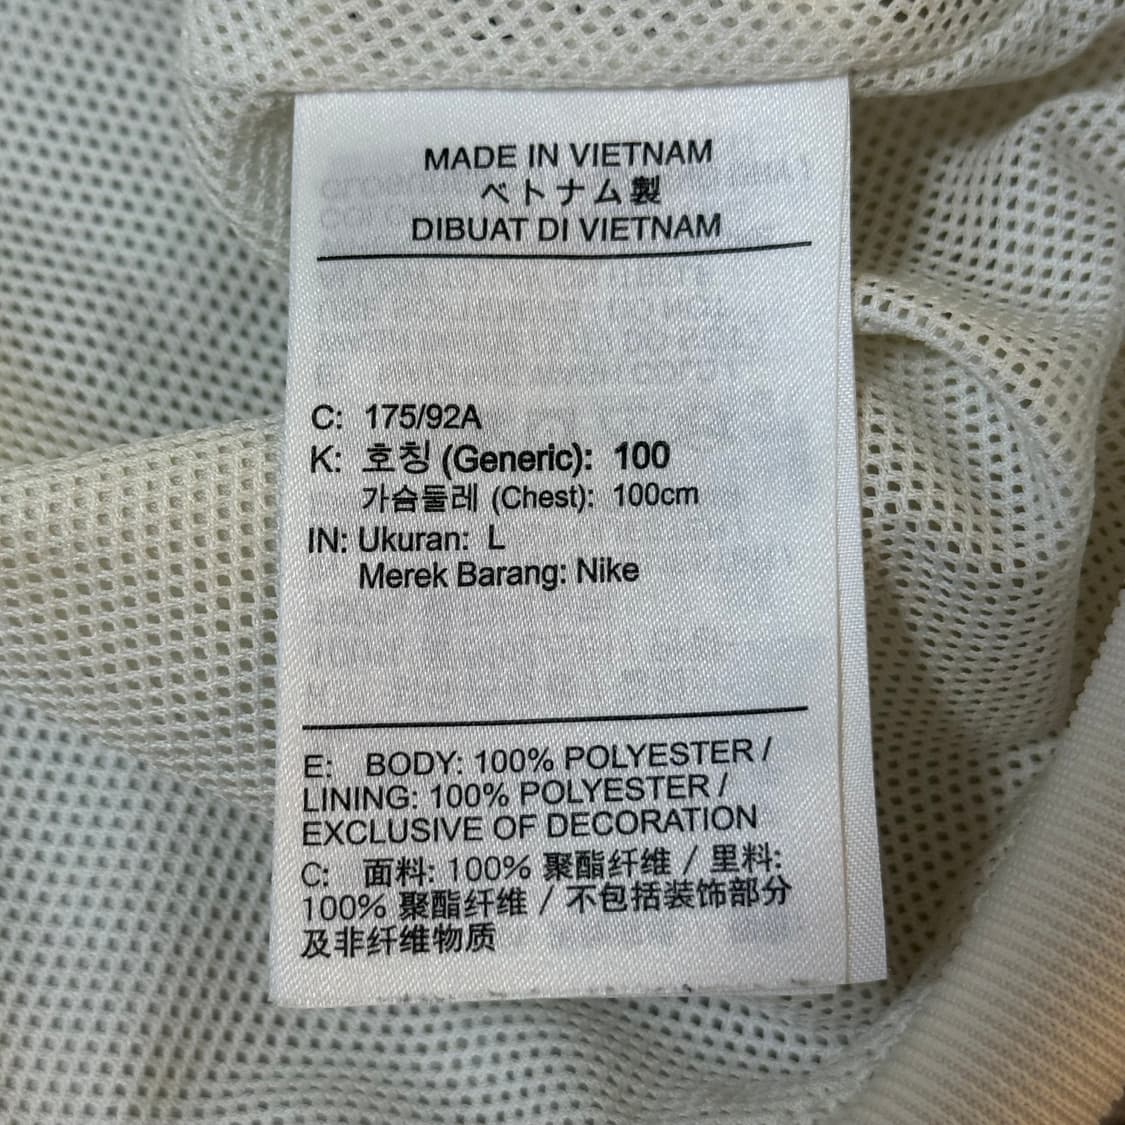 MADE IN VIETNAM
ベトナム製
DIBUAT DI VIETNAM
C: 175/92A
K: 호칭 (Generic): 100
가슴둘레 (Chest): 100cm
IN: Ukuran: L
Merek Barang: Nike
E: BODY: 100% POLYESTER /
LINING: 100% POLYESTER /
EXCLUSIVE OF DECORATION
C: 面料: 100% 聚酯纤维 / 里料:
100% 聚酯纤维 / 不包括装饰部分
及非纤维物质